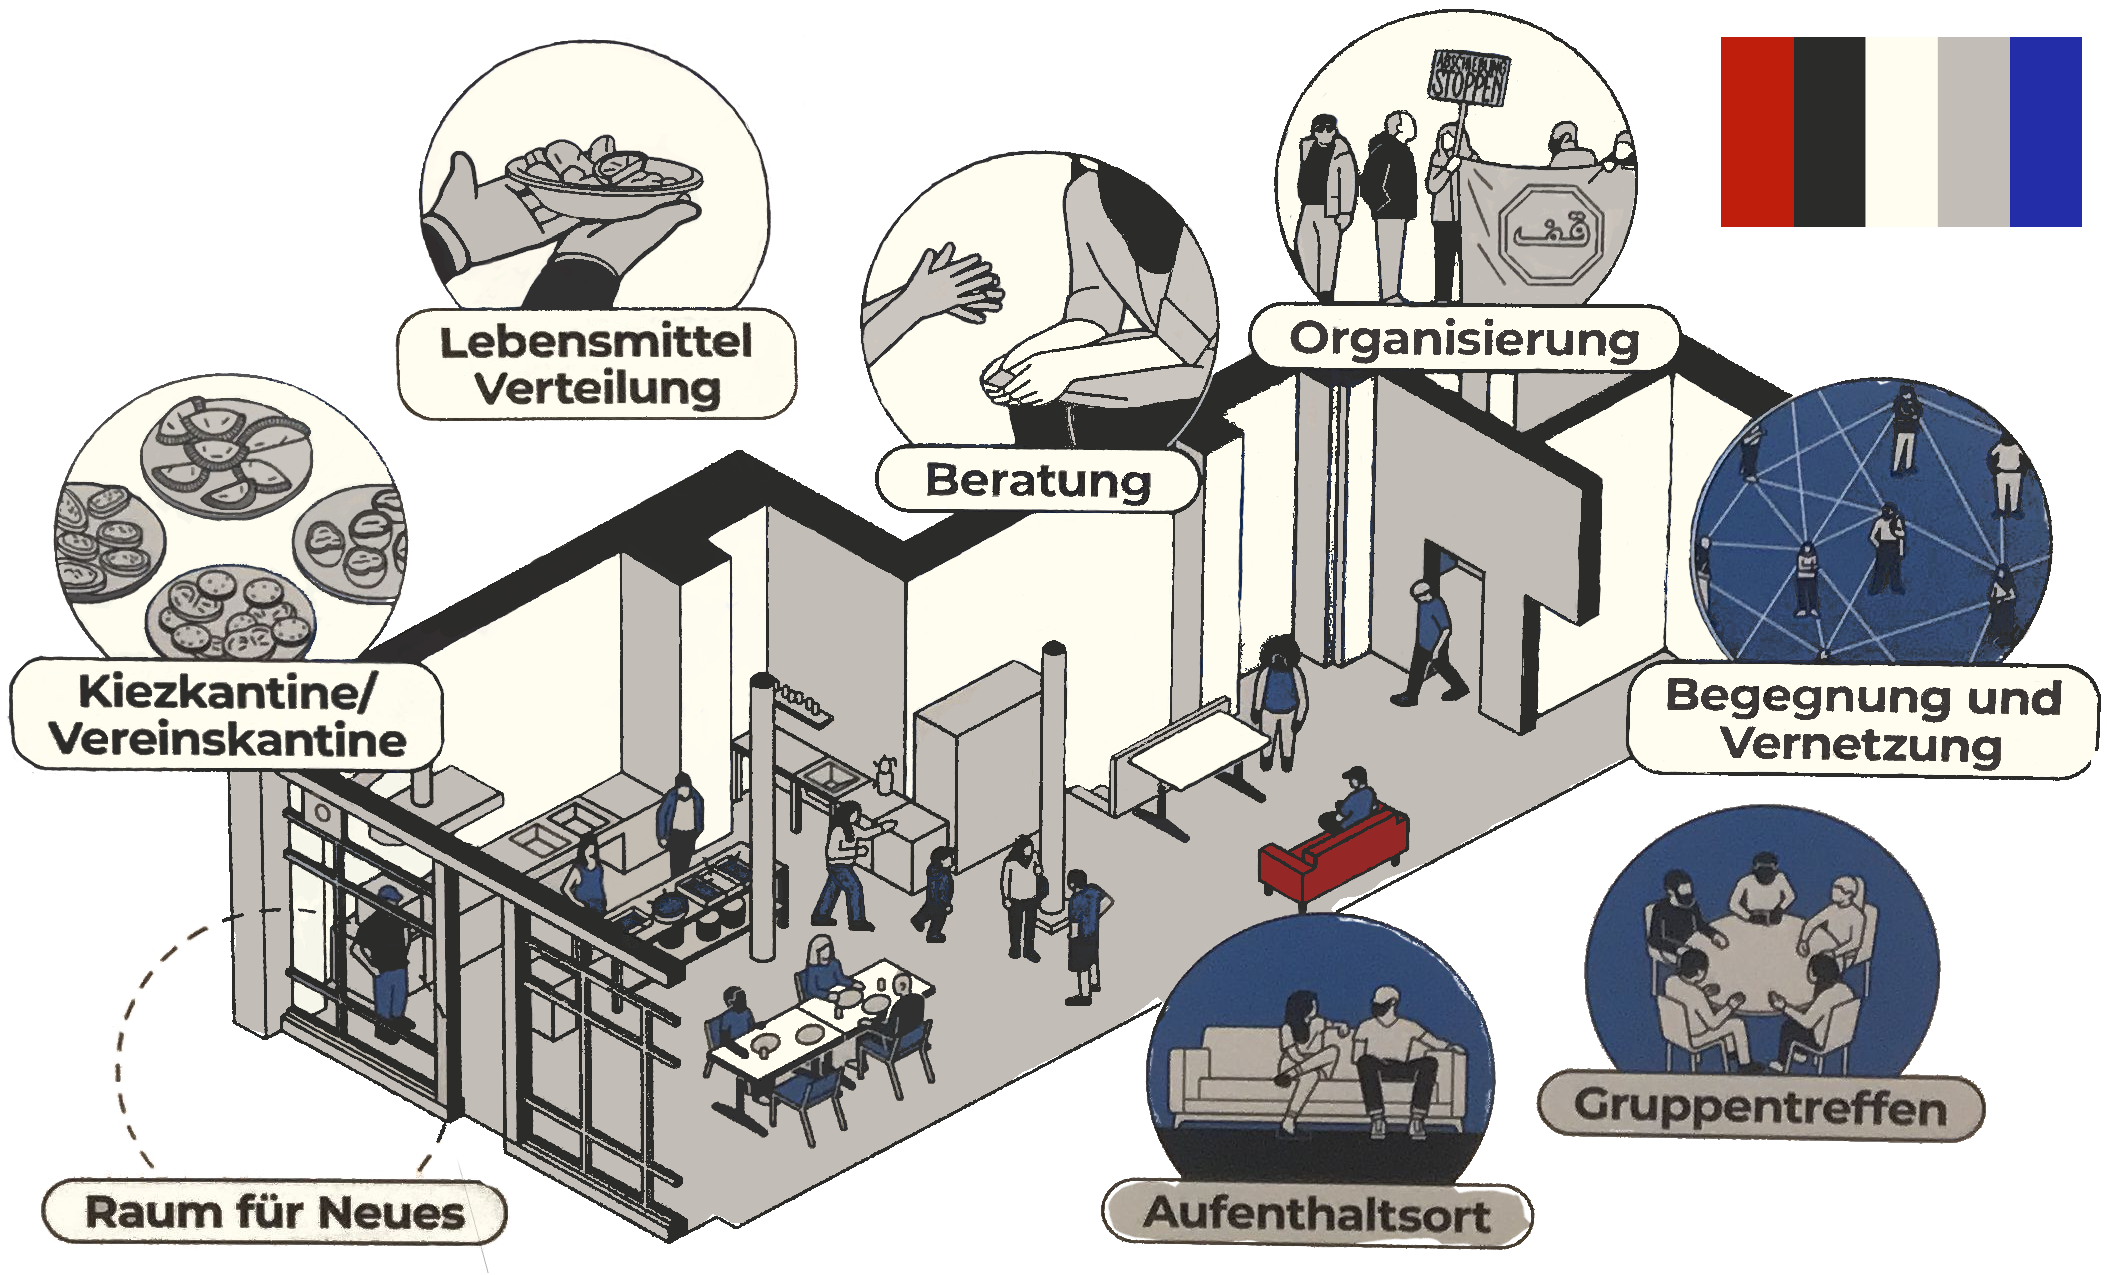 ABSCHIEBUNG
STOPPEN
Lebensmittel
Verteilung
Organisierung
Beratung
Kiezkantine/
Vereinskantine
Begegnung und
Vernetzung
Gruppentreffen
Aufenthaltsort
Raum für Neues